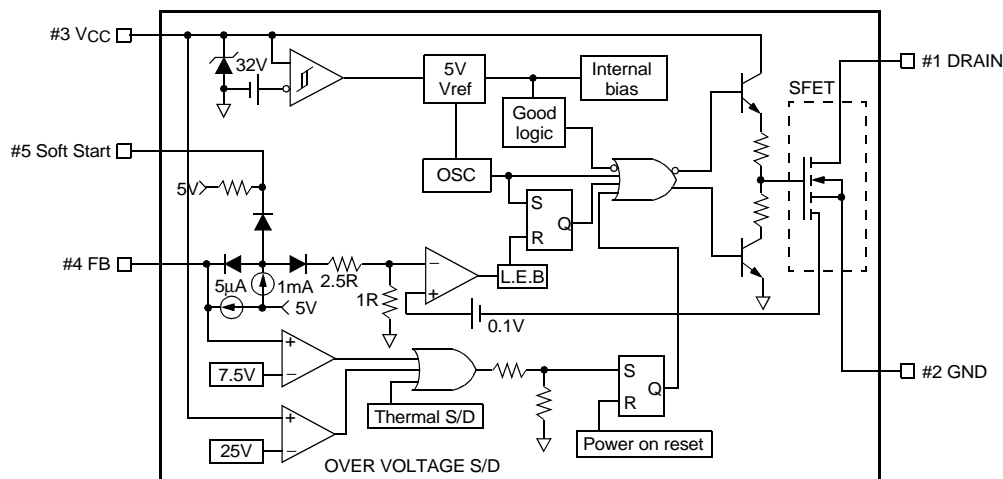 #3 VCC
32V
5V
Vref
Internal
bias
Good
logic
SFET
#1 DRAIN
#5 Soft Start
5V
OSC
S
R
Q
#4 FB
5μA
1mA
2.5R
1R
5V
−
+
L.E.B
0.1V
+
−
7.5V
Thermal S/D
S
R
Q
#2 GND
+
−
25V
Power on reset
OVER VOLTAGE S/D